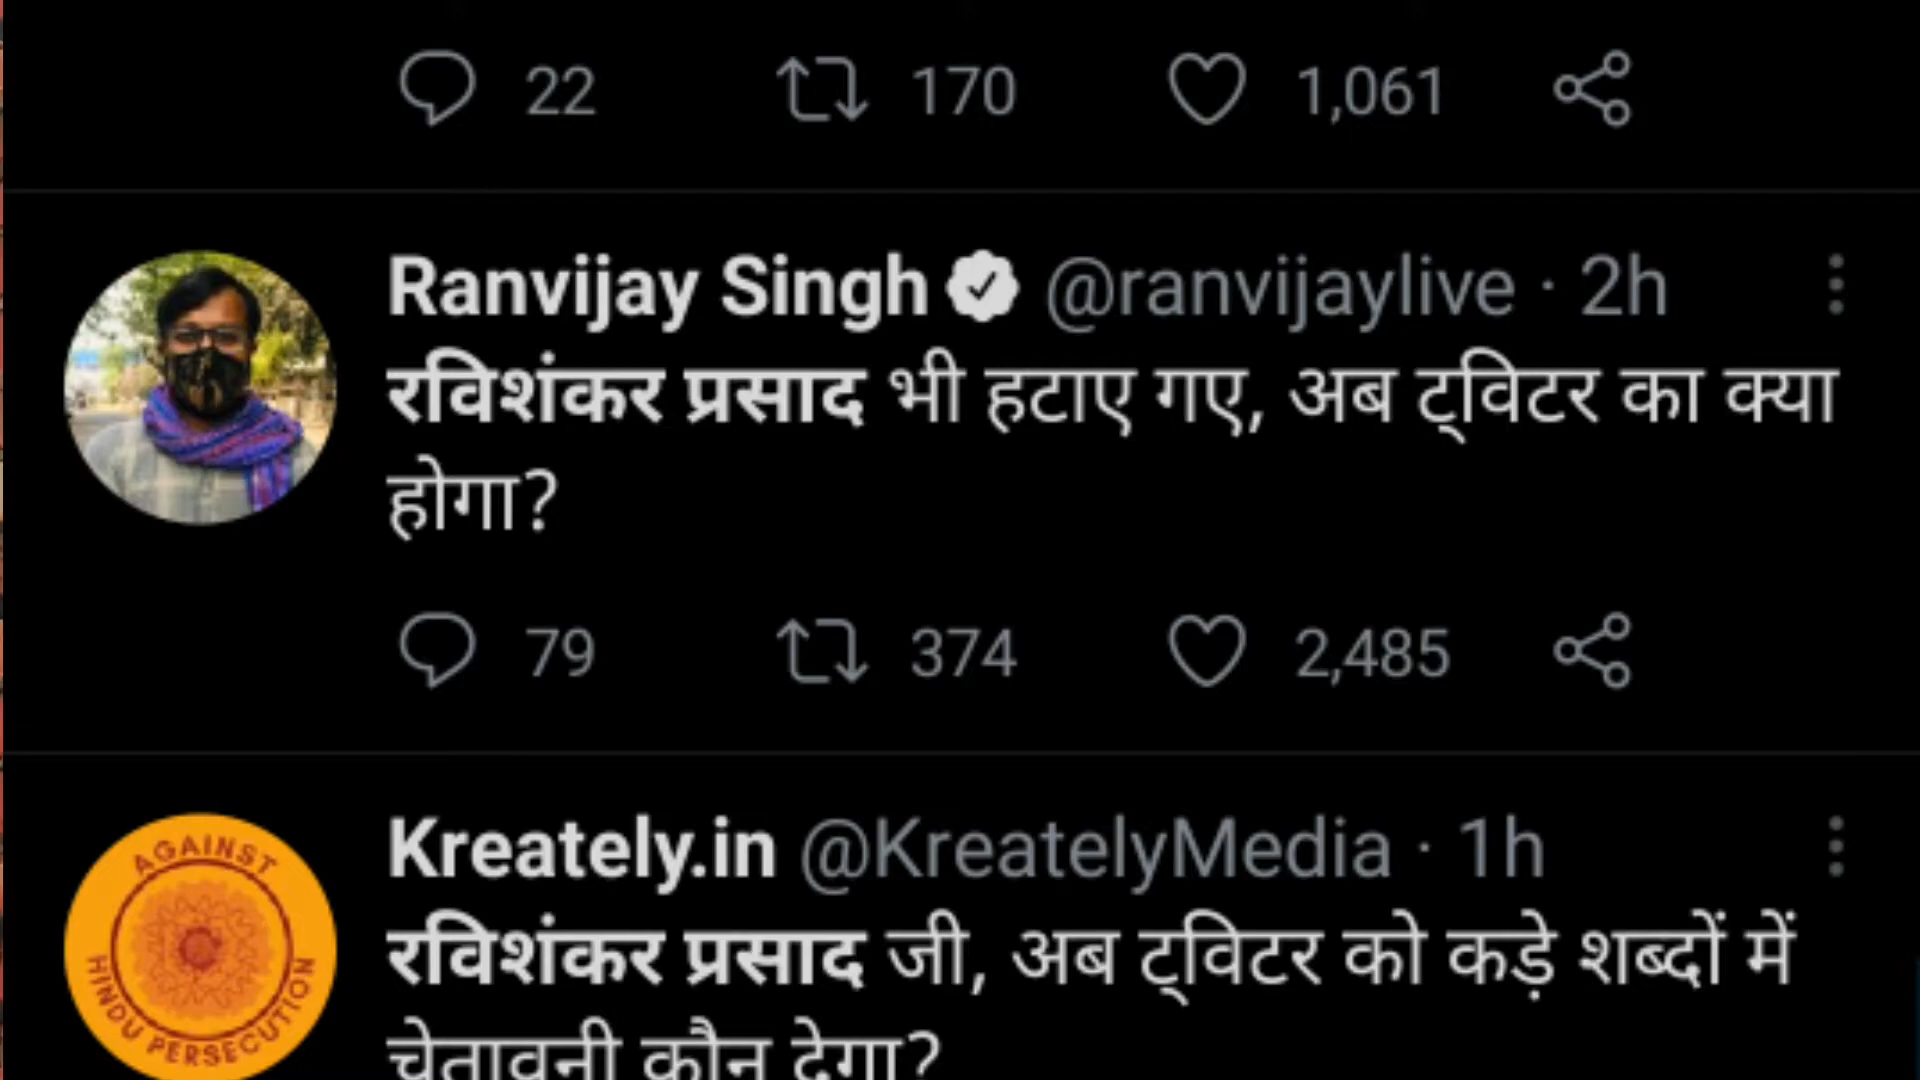 22 170 1,061
Ranvijay Singh @ranvijaylive · 2h
रविशंकर प्रसाद भी हटाए गए, अब ट्विटर का क्या
होगा?
79 374 2,485
Kreately.in @KreatelyMedia · 1h
AGAINST
HINDU PERSECUTION
रविशंकर प्रसाद जी, अब ट्विटर को कड़े शब्दों में
चेतावनी कौन देगा?